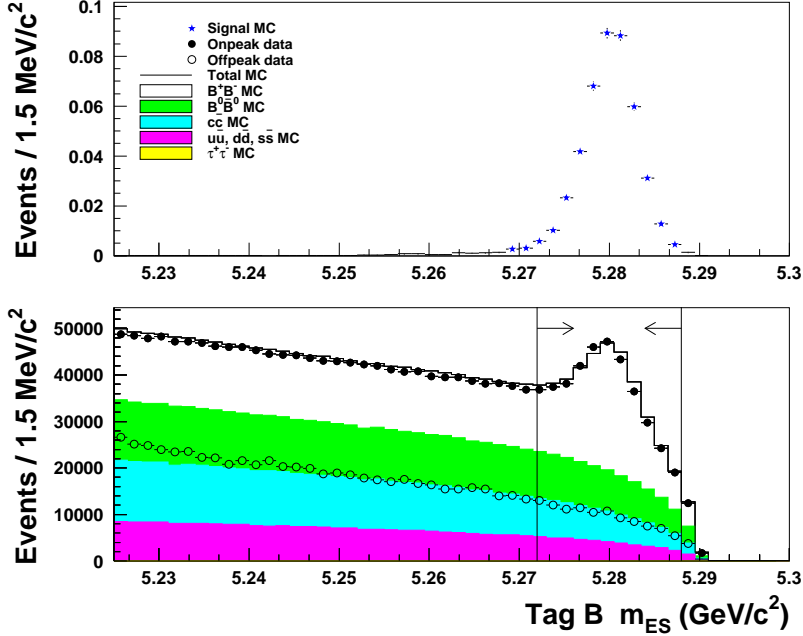 Events / 1.5 MeV/c²
0.1
0.08
0.06
0.04
0.02
0
Signal MC
Onpeak data
Offpeak data
Total MC
B⁺B⁻ MC
B⁰B̄⁰ MC
cc̄ MC
uū, dd̄, ss̄ MC
τ⁺τ⁻ MC
5.23 5.24 5.25 5.26 5.27 5.28 5.29 5.3
Events / 1.5 MeV/c²
50000
40000
30000
20000
10000
0
5.23 5.24 5.25 5.26 5.27 5.28 5.29 5.3
Tag B m_ES (GeV/c²)